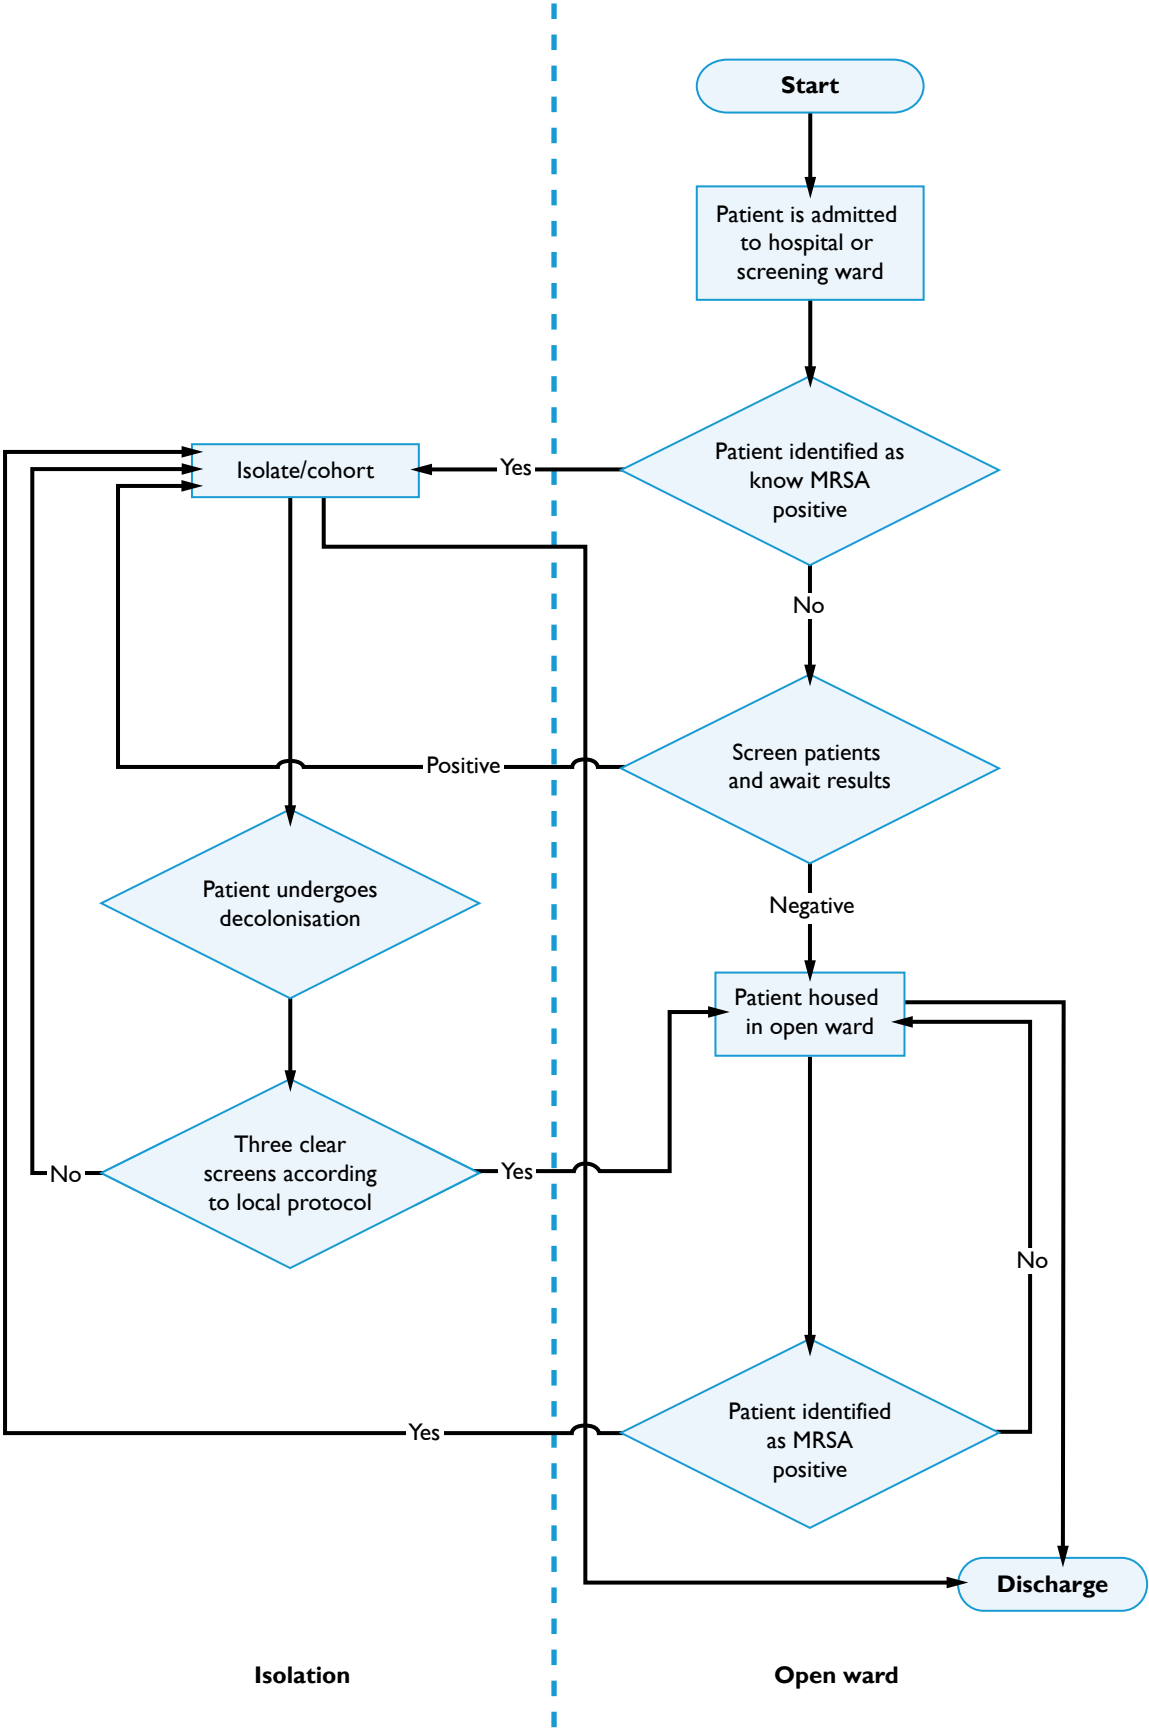 Start
Patient is admitted
to hospital or
screening ward
Patient identified as
know MRSA
positive
Yes
Isolate/cohort
No
Screen patients
and await results
Positive
Negative
Patient undergoes
decolonisation
Patient housed
in open ward
Three clear
screens according
to local protocol
No
Yes
No
Patient identified
as MRSA
positive
Yes
Discharge
Isolation
Open ward